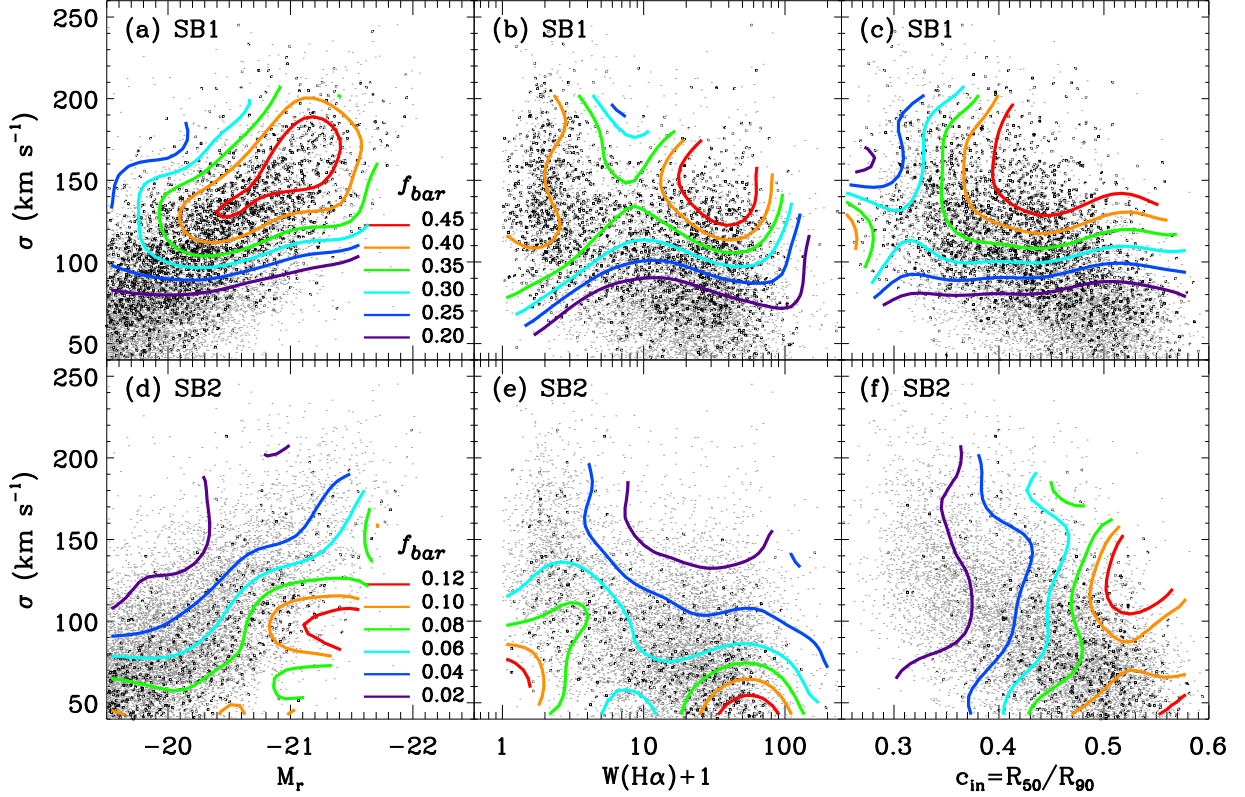 (a) SB1
(b) SB1
(c) SB1
250
200
150
100
50
σ (km s⁻¹)
f_bar
0.45
0.40
0.35
0.30
0.25
0.20
(d) SB2
(e) SB2
(f) SB2
250
200
150
100
50
σ (km s⁻¹)
f_bar
0.12
0.10
0.08
0.06
0.04
0.02
-20 -21 -22
1 10 100
0.3 0.4 0.5 0.6
M_r
W(Hα)+1
c_in=R_50/R_90